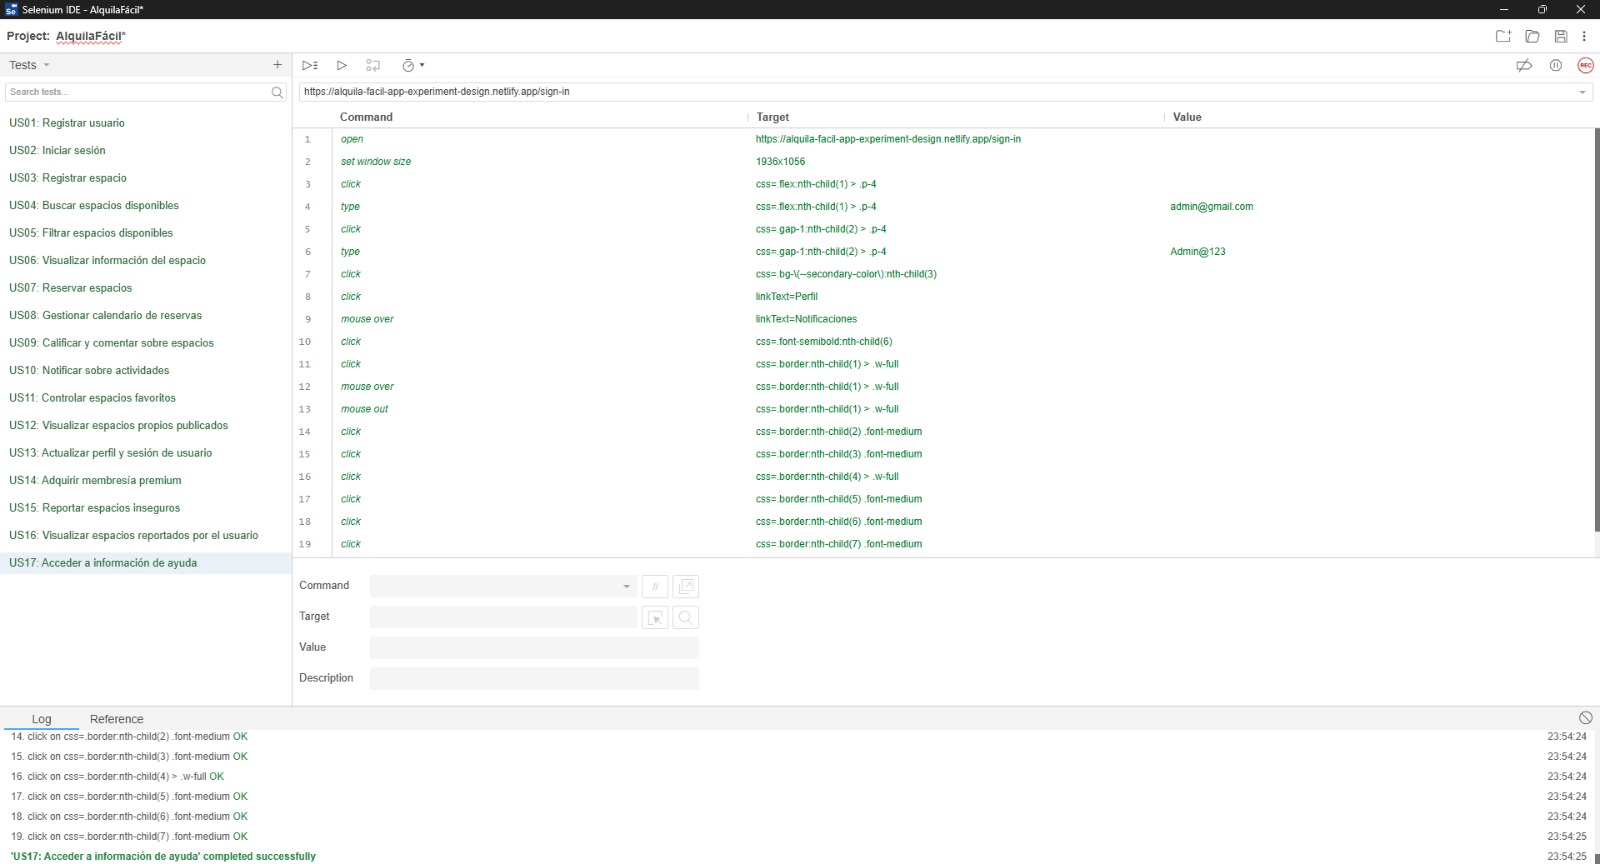 Selenium IDE - AlquilaFácil*
Project: AlquilaFácil*
Tests
Search tests...
US01: Registrar usuario
US02: Iniciar sesión
US03: Registrar espacio
US04: Buscar espacios disponibles
US05: Filtrar espacios disponibles
US06: Visualizar información del espacio
US07: Reservar espacios
US08: Gestionar calendario de reservas
US09: Calificar y comentar sobre espacios
US10: Notificar sobre actividades
US11: Controlar espacios favoritos
US12: Visualizar espacios propios publicados
US13: Actualizar perfil y sesión de usuario
US14: Adquirir membresía premium
US15: Reportar espacios inseguros
US16: Visualizar espacios reportados por el usuario
US17: Acceder a información de ayuda
REC
https://alquila-facil-app-experiment-design.netlify.app/sign-in
Command Target Value
1 open https://alquila-facil-app-experiment-design.netlify.app/sign-in
2 set window size 1936x1056
3 click css=.flex:nth-child(1) > .p-4
4 type css=.flex:nth-child(1) > .p-4 admin@gmail.com
5 click css=.gap-1:nth-child(2) > .p-4
6 type css=.gap-1:nth-child(2) > .p-4 Admin@123
7 click css=.bg-\(--secondary-color\):nth-child(3)
8 click linkText=Perfil
9 mouse over linkText=Notificaciones
10 click css=.font-semibold:nth-child(6)
11 click css=.border:nth-child(1) > .w-full
12 mouse over css=.border:nth-child(1) > .w-full
13 mouse out css=.border:nth-child(1) > .w-full
14 click css=.border:nth-child(2) .font-medium
15 click css=.border:nth-child(3) .font-medium
16 click css=.border:nth-child(4) > .w-full
17 click css=.border:nth-child(5) .font-medium
18 click css=.border:nth-child(6) .font-medium
19 click css=.border:nth-child(7) .font-medium
Command //
Target
Value
Description
Log Reference
14. click on css=.border:nth-child(2) .font-medium OK 23:54:24
15. click on css=.border:nth-child(3) .font-medium OK 23:54:24
16. click on css=.border:nth-child(4) > .w-full OK 23:54:24
17. click on css=.border:nth-child(5) .font-medium OK 23:54:24
18. click on css=.border:nth-child(6) .font-medium OK 23:54:24
19. click on css=.border:nth-child(7) .font-medium OK 23:54:25
'US17: Acceder a información de ayuda' completed successfully 23:54:25